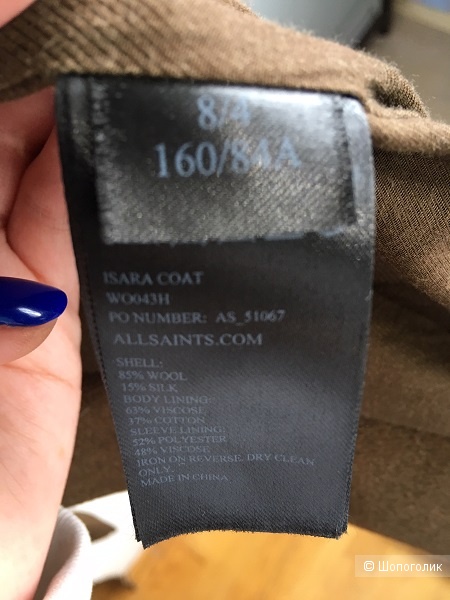 8/4
160/84A
ISARA COAT
WO043H
PO NUMBER: AS_51067
ALLSAINTS.COM
SHELL:
85% WOOL
15% SILK
BODY LINING:
63% VISCOSE
37% COTTON
SLEEVE LINING:
52% POLYESTER
48% VISCOSE
IRON ON REVERSE. DRY CLEAN
ONLY.
MADE IN CHINA
© Шопоголик